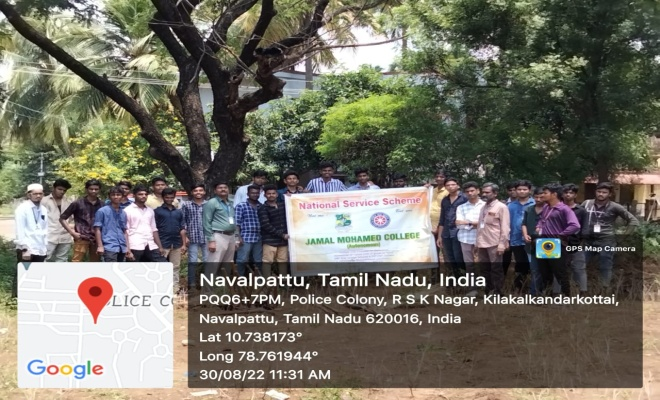 National Service Scheme
JAMAL MOHAMED COLLEGE
(Autonomous)
GPS Map Camera
LICE CO
Google
Navalpattu, Tamil Nadu, India
PQQ6+7PM, Police Colony, R S K Nagar, Kilakalkandarkottai,
Navalpattu, Tamil Nadu 620016, India
Lat 10.738173°
Long 78.761944°
30/08/22 11:31 AM